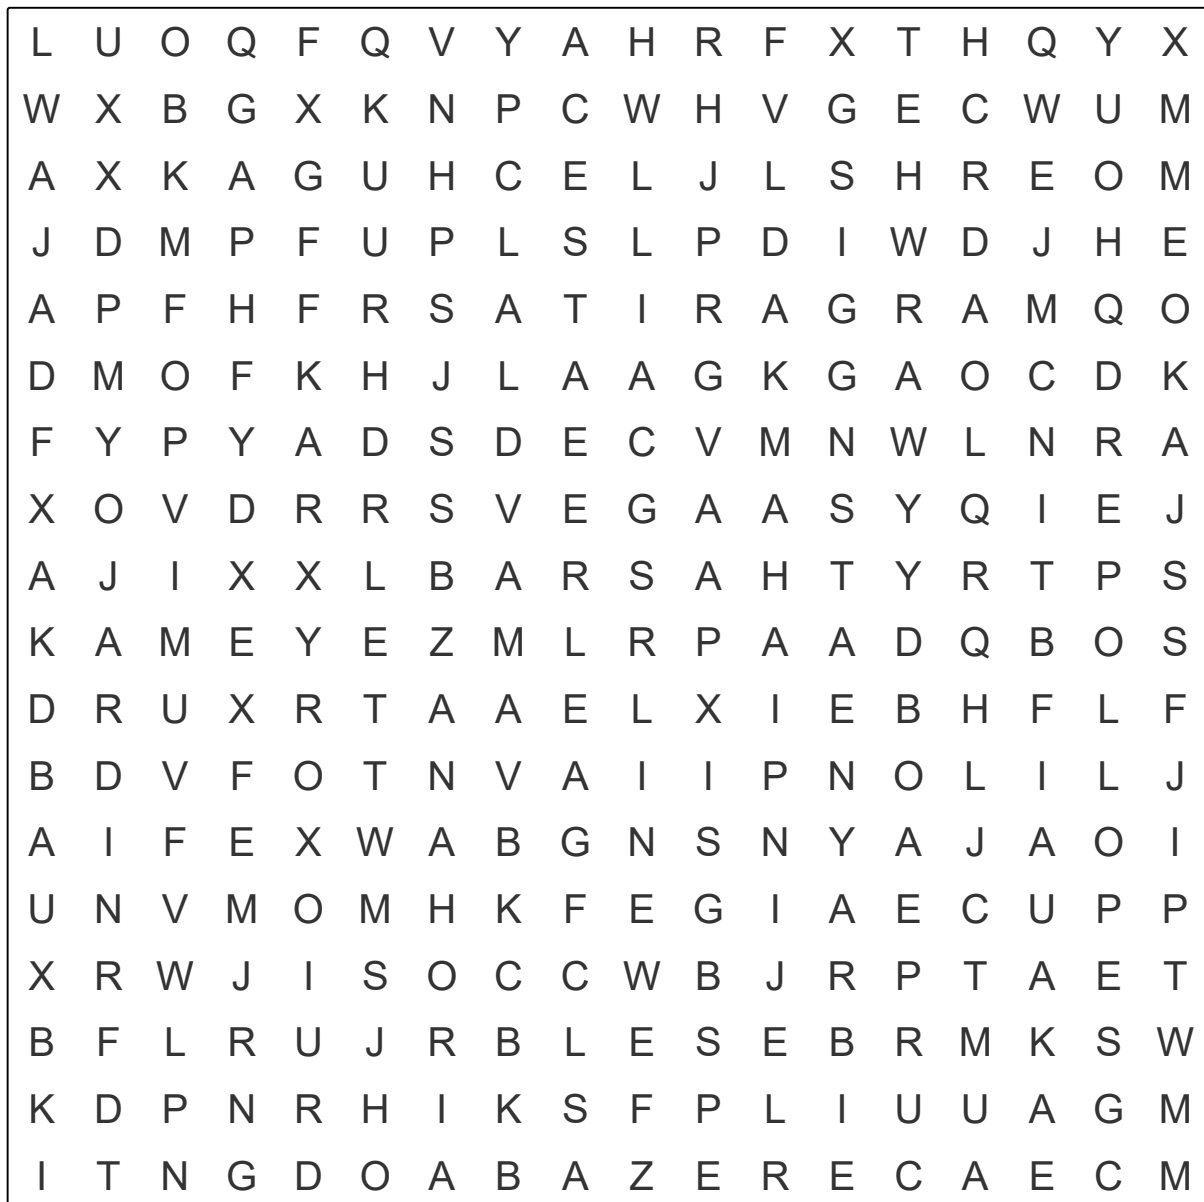 L U O Q F Q V Y A H R F X T H Q Y X
W X B G X K N P C W H V G E C W U M
A X K A G U H C E L J L S H R E O M
J D M P F U P L S L P D I W D J H E
A P F H F R S A T I R A G R A M Q O
D M O F K H J L A A G K G A O C D K
F Y P Y A D S D E C V M N W L N R A
X O V D R R S V E G A A S Y Q I E J
A J I X X L B A R S A H T Y R T P S
K A M E Y E Z M L R P A A D Q B O S
D R U X R T A A E L X I E B H F L F
B D V F O T N V A I I P N O L I L J
A I F E X W A B G N S N Y A J A O I
U N V M O M H K F E G I A E C U P P
X R W J I S O C C W B J R P T A E T
B F L R U J R B L E S E B R M K S W
K D P N R H I K S F P L I U U A G M
I T N G D O A B A Z E R E C A E C M